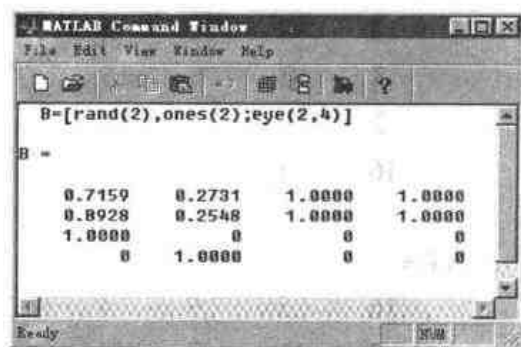 MATLAB Command Window
File Edit View Window Help
B=[rand(2),ones(2);eye(2,4)]
B =
0.7159 0.2731 1.0000 1.0000
0.8928 0.2548 1.0000 1.0000
1.0000 0 0 0
0 1.0000 0 0
Ready NUM